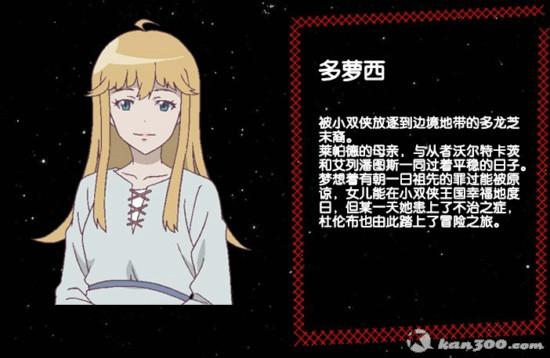 多萝西
被小双侠放逐到边境地带的多龙芝
末裔。
莱帕德的母亲，与从者沃尔特卡茨
和艾列潘图斯一同过着平稳的日子。
梦想着有朝一日祖先的罪过能被原
谅，女儿能在小双侠王国幸福地度
日，但某一天她患上了不治之症，
杜伦布也由此踏上了冒险之旅。
kan300.com